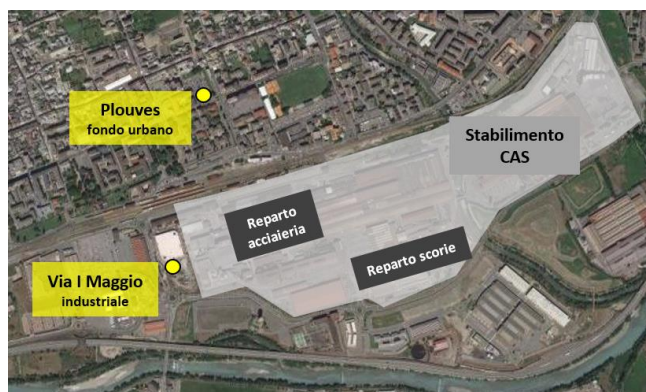 Plouves
fondo urbano
Stabilimento
CAS
Reparto
acciaieria
Reparto scorie
Via I Maggio
industriale